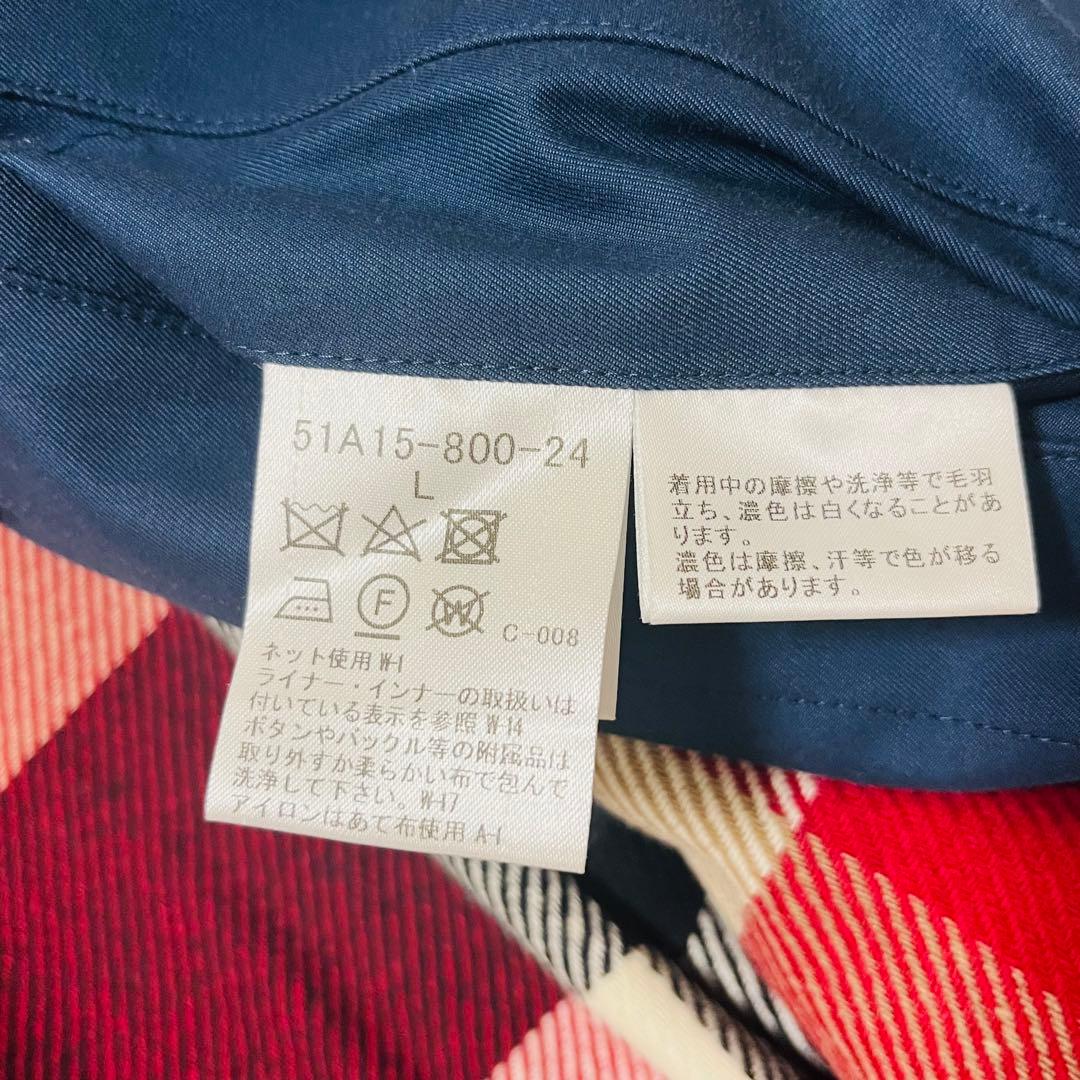 51A15-800-24
L
F
W
C-008
ネット使用 W-1
ライナー・インナーの取扱いは
付いている表示を参照 W-14
ボタンやバックル等の附属品は
取り外すか柔らかい布で包んで
洗浄して下さい。W-17
アイロンはあて布使用 A-1
着用中の摩擦や洗浄等で毛羽
立ち、濃色は白くなることがあ
ります。
濃色は摩擦、汗等で色が移る
場合があります。